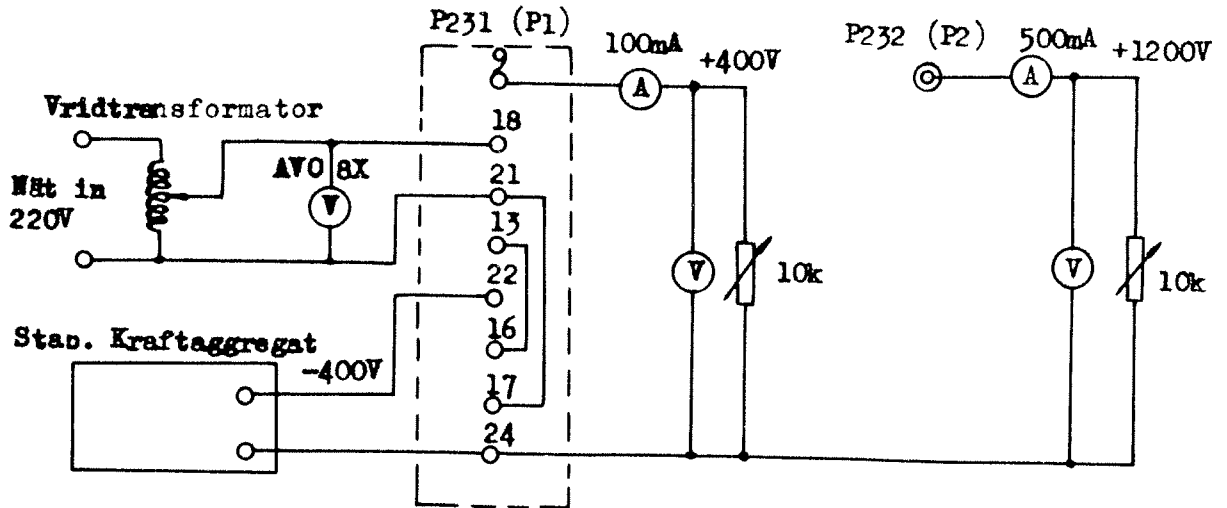 P231 (P1)
100mA
+400V
P232 (P2)
500mA
+1200V
9
A
A
Vridtransformator
18
AVO 8X
V
21
Nät in
220V
13
22
V
10k
V
10k
16
Stab. Kraftaggregat
-400V
17
24